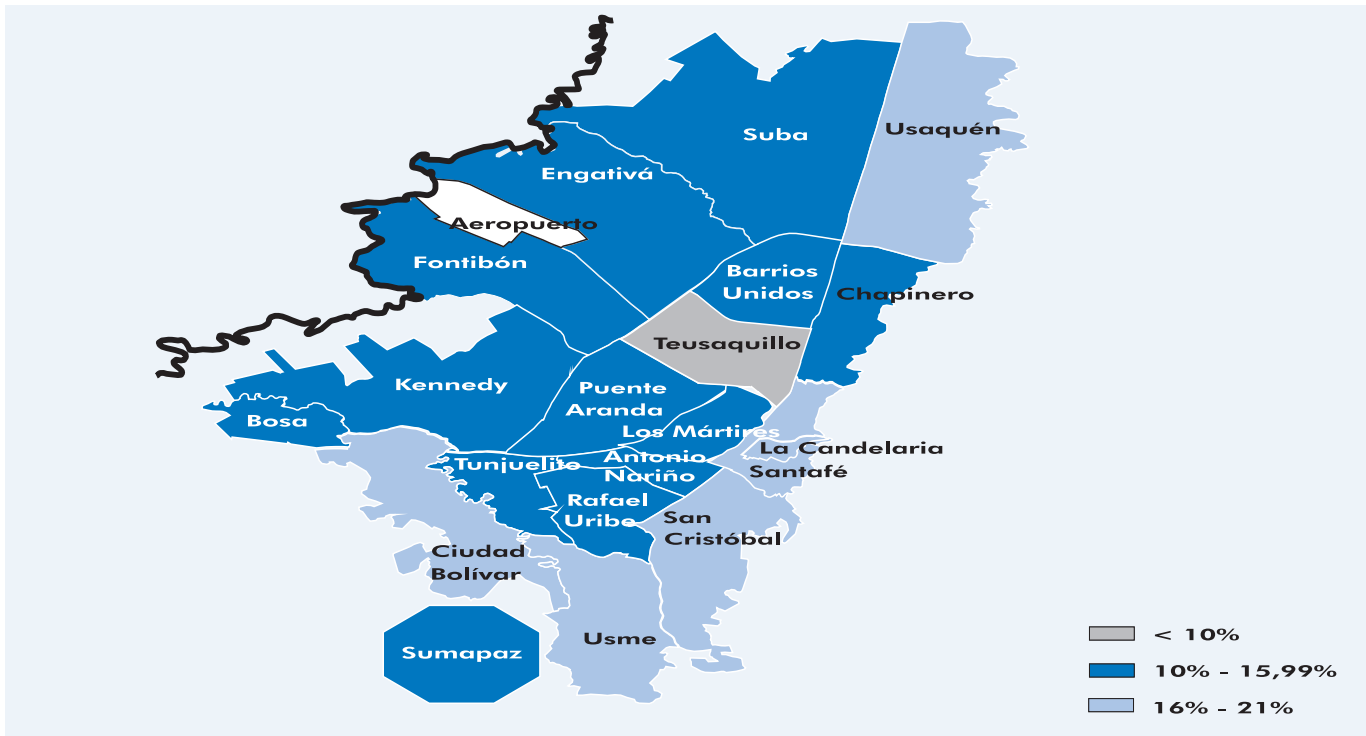 Suba
Usaquén
Engativá
Aeropuerto
Fontibón
Barrios
Unidos
Chapinero
Teusaquillo
Kennedy
Puente
Aranda
Bosa
Los Mártires
La Candelaria
Antonio
Nariño
Tunjuelito
Santafé
Rafael
Uribe
San
Cristóbal
Ciudad
Bolívar
Usme
Sumapaz
< 10%
10% - 15,99%
16% - 21%